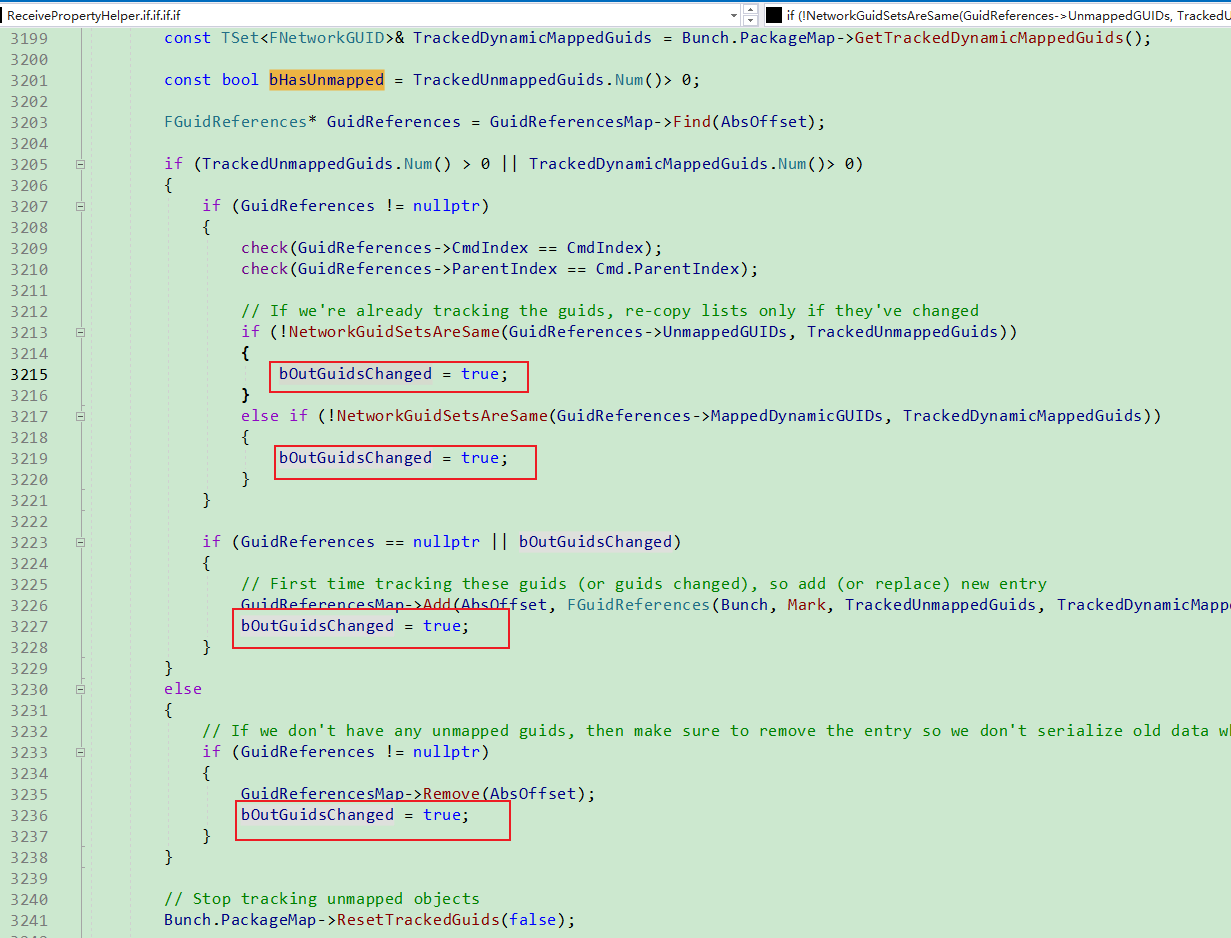 ReceivePropertyHelper.if.if.if.if
if (!NetworkGuidSetsAreSame(GuidReferences->UnmappedGUIDs, TrackedU
3199 const TSet<FNetworkGUID>& TrackedDynamicMappedGuids = Bunch.PackageMap->GetTrackedDynamicMappedGuids();
3200
3201 const bool bHasUnmapped = TrackedUnmappedGuids.Num()> 0;
3202
3203 FGuidReferences* GuidReferences = GuidReferencesMap->Find(AbsOffset);
3204
3205 if (TrackedUnmappedGuids.Num() > 0 || TrackedDynamicMappedGuids.Num()> 0)
3206 {
3207 if (GuidReferences != nullptr)
3208 {
3209 check(GuidReferences->CmdIndex == CmdIndex);
3210 check(GuidReferences->ParentIndex == Cmd.ParentIndex);
3211
3212 // If we're already tracking the guids, re-copy lists only if they've changed
3213 if (!NetworkGuidSetsAreSame(GuidReferences->UnmappedGUIDs, TrackedUnmappedGuids))
3214 {
3215 bOutGuidsChanged = true;
3216 }
3217 else if (!NetworkGuidSetsAreSame(GuidReferences->MappedDynamicGUIDs, TrackedDynamicMappedGuids))
3218 {
3219 bOutGuidsChanged = true;
3220 }
3221 }
3222
3223 if (GuidReferences == nullptr || bOutGuidsChanged)
3224 {
3225 // First time tracking these guids (or guids changed), so add (or replace) new entry
3226 GuidReferencesMap->Add(AbsOffset, FGuidReferences(Bunch, Mark, TrackedUnmappedGuids, TrackedDynamicMappe
3227 bOutGuidsChanged = true;
3228 }
3229 }
3230 else
3231 {
3232 // If we don't have any unmapped guids, then make sure to remove the entry so we don't serialize old data wh
3233 if (GuidReferences != nullptr)
3234 {
3235 GuidReferencesMap->Remove(AbsOffset);
3236 bOutGuidsChanged = true;
3237 }
3238 }
3239
3240 // Stop tracking unmapped objects
3241 Bunch.PackageMap->ResetTrackedGuids(false);